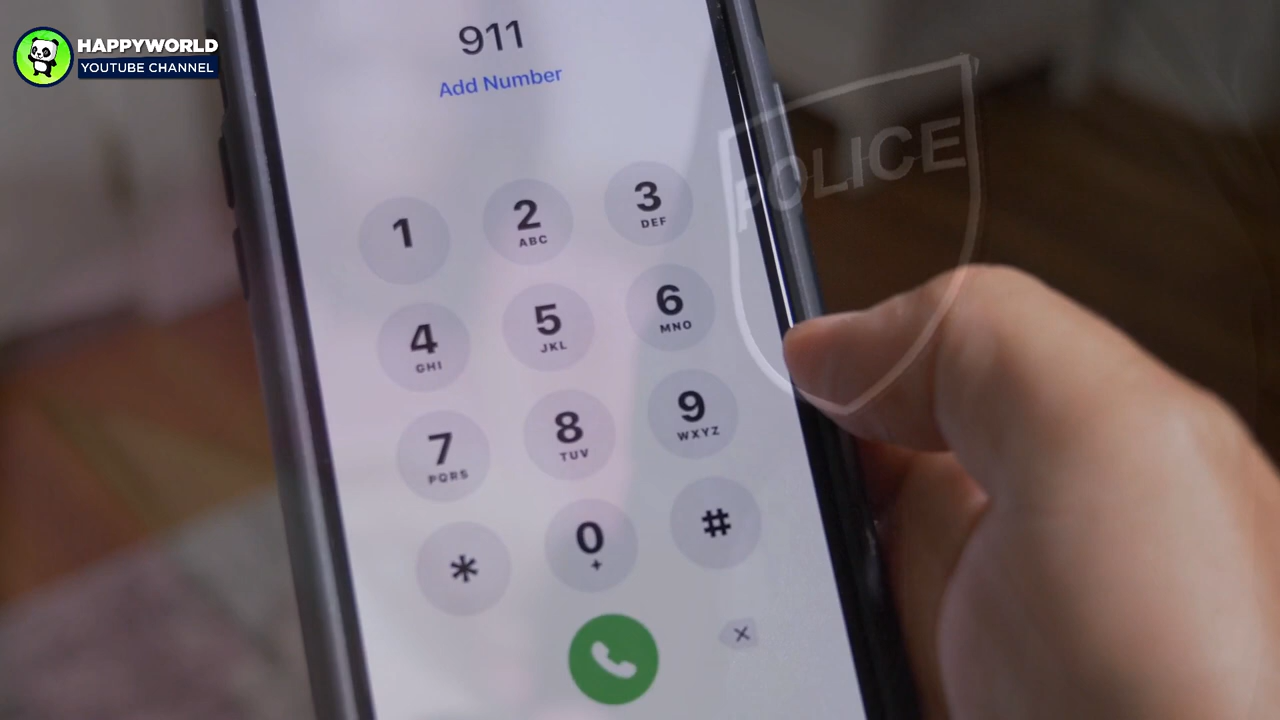 HAPPYWORLD
YOUTUBE CHANNEL
911
Add Number
POLICE
1
2
ABC
3
DEF
4
GHI
5
JKL
6
MNO
7
PQRS
8
TUV
9
WXYZ
*
0
+
#